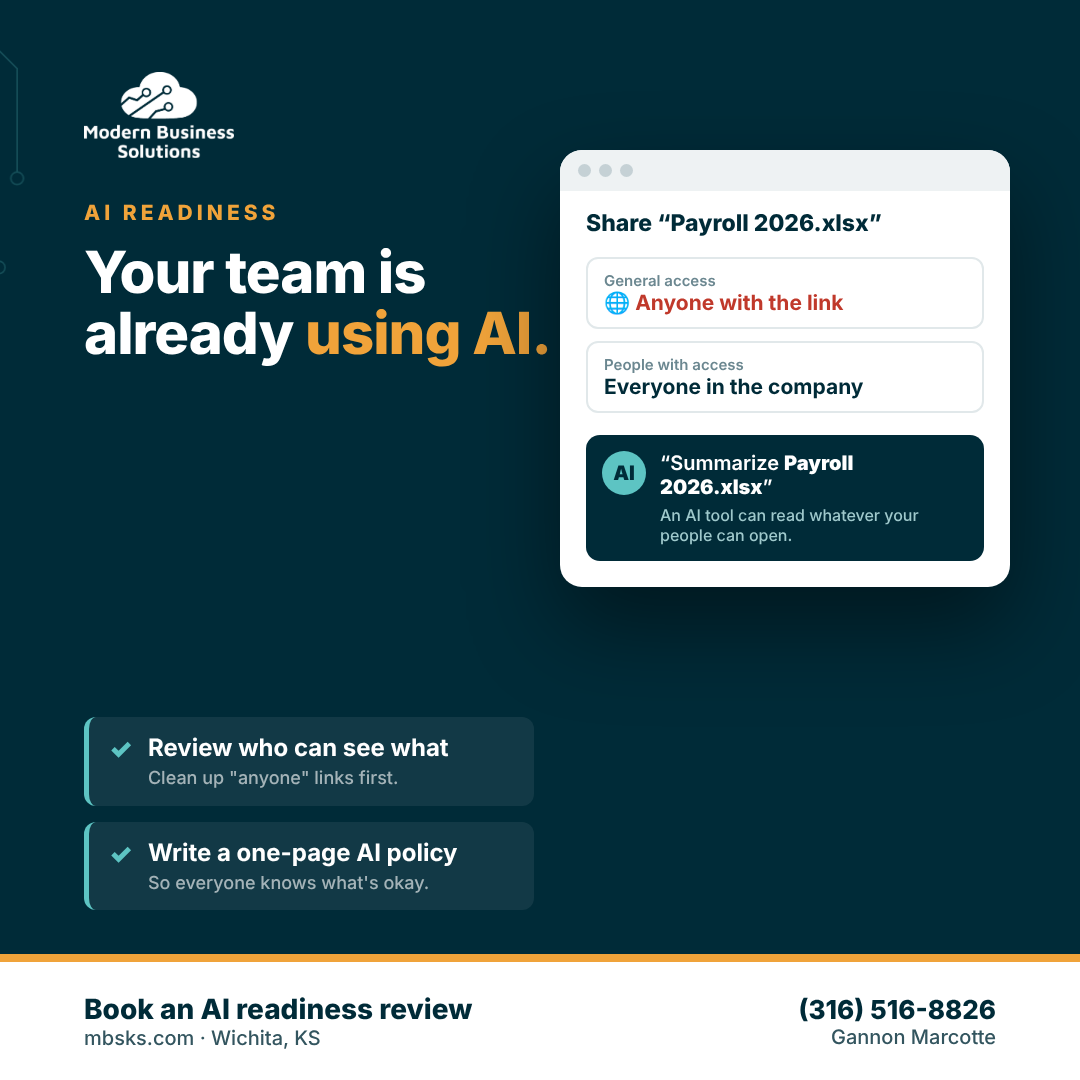 Modern Business
Solutions
AI READINESS
Your team is
already using AI.
Share “Payroll 2026.xlsx”
General access
🌐 Anyone with the link
People with access
Everyone in the company
AI
“Summarize Payroll
2026.xlsx”
An AI tool can read whatever your
people can open.
Review who can see what
Clean up "anyone" links first.
Write a one-page AI policy
So everyone knows what's okay.
Book an AI readiness review
mbsks.com · Wichita, KS
(316) 516-8826
Gannon Marcotte